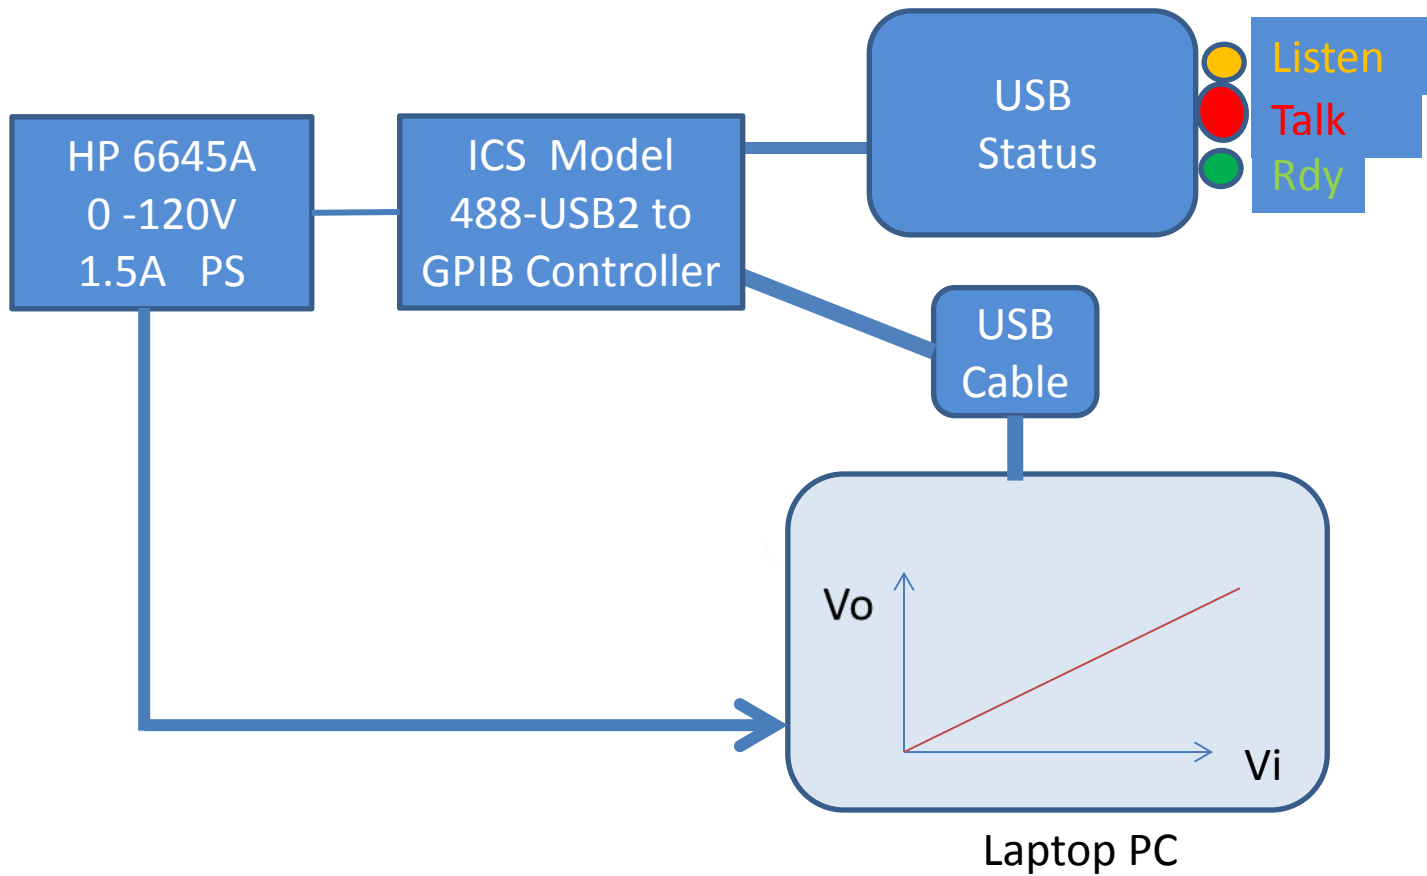 HP 6645A
0 -120V
1.5A PS
ICS Model
488-USB2 to
GPIB Controller
USB
Status
Listen
Talk
Rdy
USB
Cable
Vo
Vi
Laptop PC